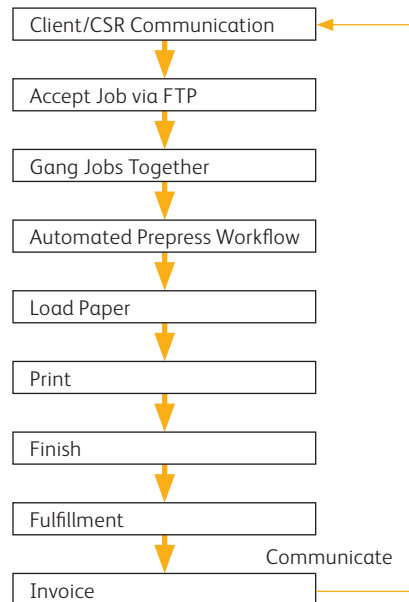 Client/CSR Communication
Accept Job via FTP
Gang Jobs Together
Automated Prepress Workflow
Load Paper
Print
Finish
Fulfillment
Communicate
Invoice